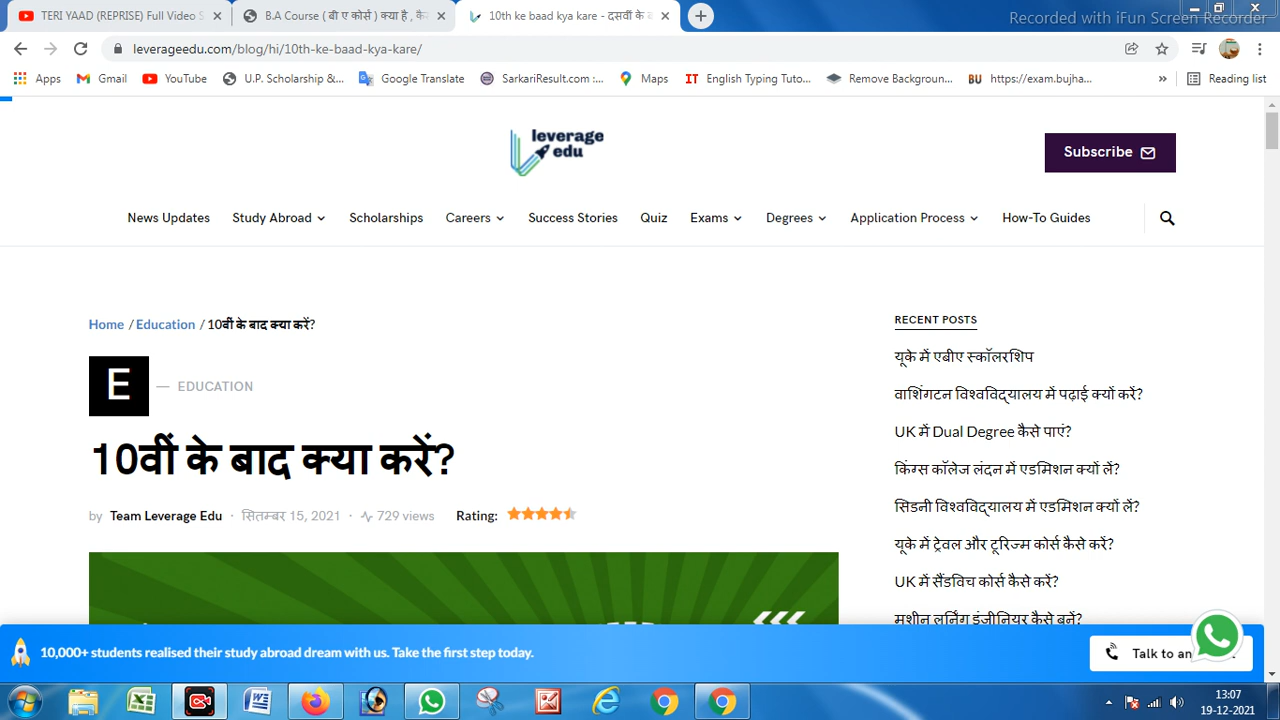 TERI YAAD (REPRISE) Full Video S
B.A Course ( बी ए कोर्स ) क्या है , कै
10th ke baad kya kare - दसवीं के ब
Recorded with iFun Screen Recorder
leverageedu.com/blog/hi/10th-ke-baad-kya-kare/
Apps
Gmail
YouTube
U.P. Scholarship &...
Google Translate
SarkariResult.com :...
Maps
IT English Typing Tuto...
Remove Backgroun...
BU https://exam.bujha...
»
Reading list
leverage
edu
Subscribe
News Updates
Study Abroad
Scholarships
Careers
Success Stories
Quiz
Exams
Degrees
Application Process
How-To Guides
Home / Education / 10वीं के बाद क्या करें?
E — EDUCATION
10वीं के बाद क्या करें?
by Team Leverage Edu · सितम्बर 15, 2021 · 729 views Rating:
RECENT POSTS
यूके में एबीए स्कॉलरशिप
वाशिंगटन विश्वविद्यालय में पढ़ाई क्यों करें?
UK में Dual Degree कैसे पाएं?
किंग्स कॉलेज लंदन में एडमिशन क्यों लें?
सिडनी विश्वविद्यालय में एडमिशन क्यों लें?
यूके में ट्रेवल और टूरिज्म कोर्स कैसे करें?
UK में सैंडविच कोर्स कैसे करें?
मशीन लर्निंग इंजीनियर कैसे बनें?
10,000+ students realised their study abroad dream with us. Take the first step today.
Talk to an
13:07
19-12-2021